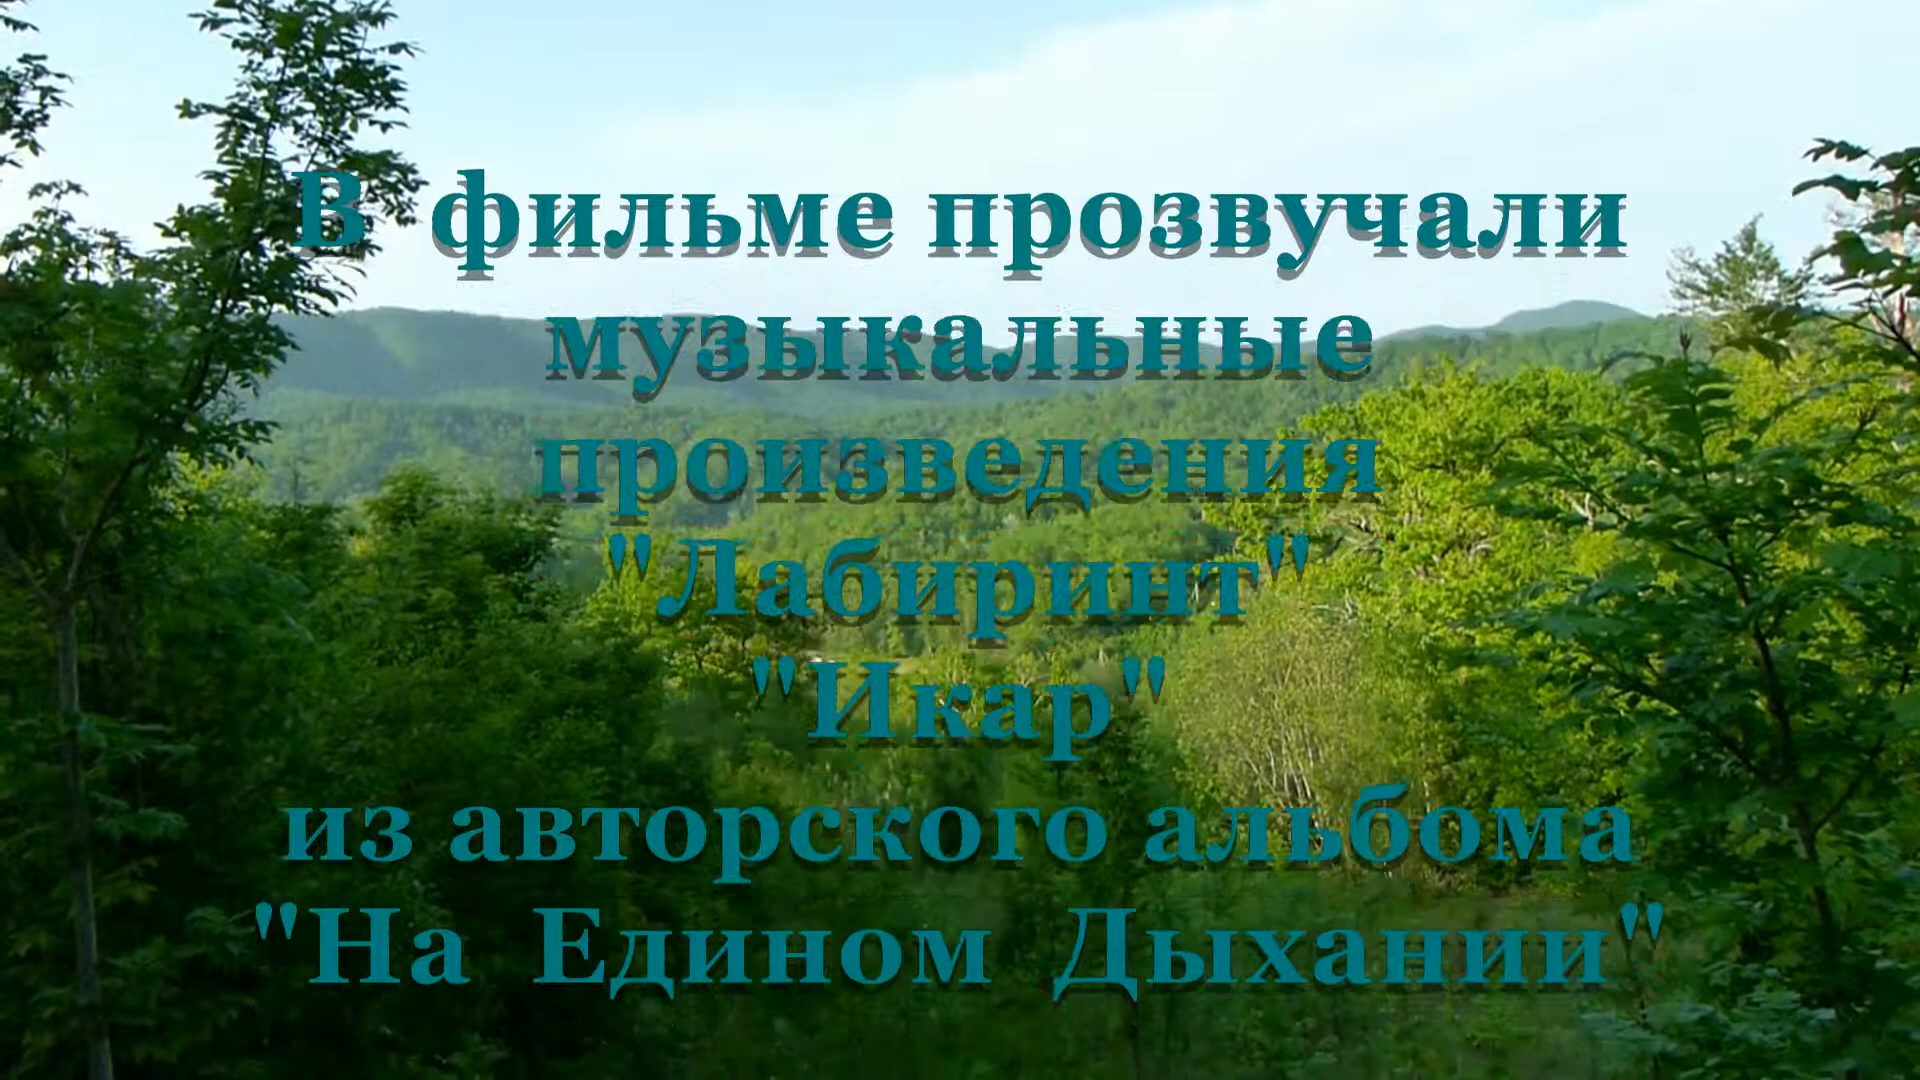 В фильме прозвучали
музыкальные
произведения
"Лабиринт"
"Икар"
из авторского альбома
"На Едином Дыхании"